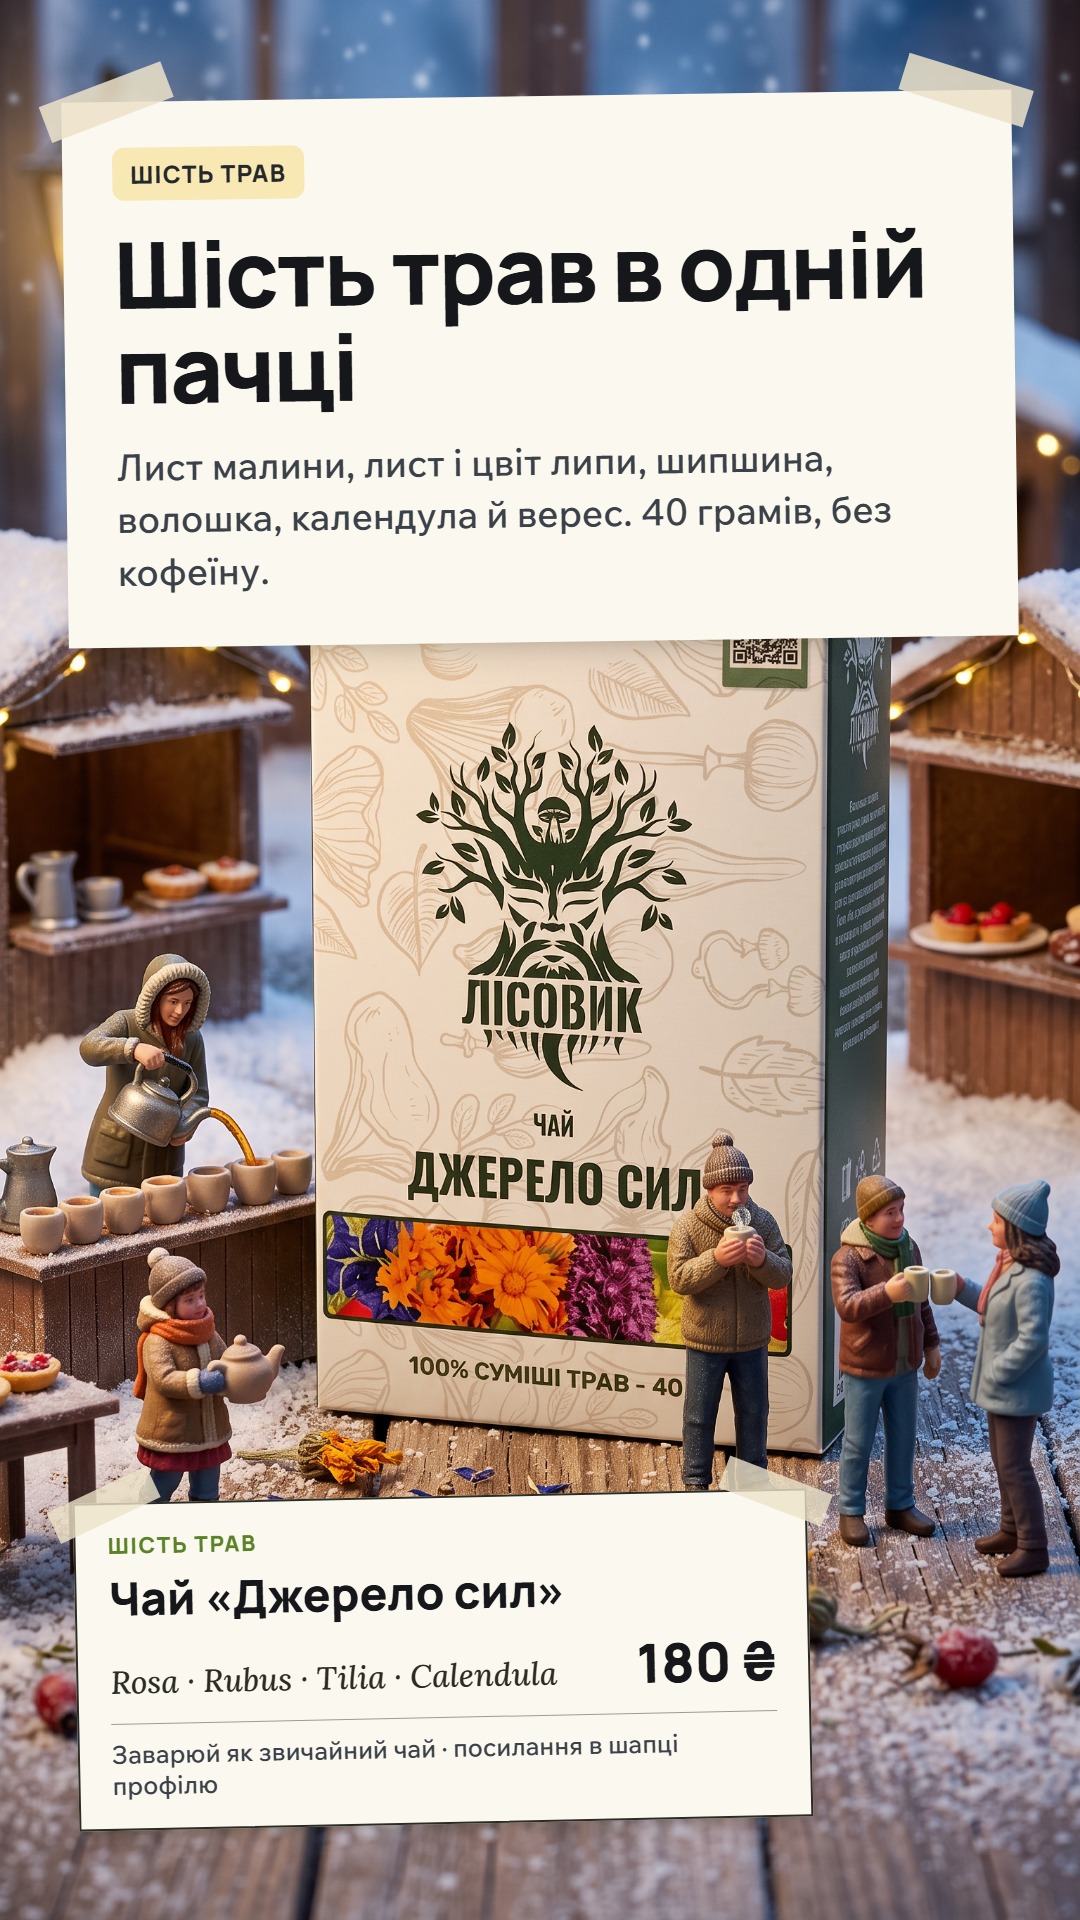 ШІСТЬ ТРАВ
Шість трав в одній
пачці
Лист малини, лист і цвіт липи, шипшина,
волошка, календула й верес. 40 грамів, без
кофеїну.
ЛІСОВИК
ЛІСОВИК
ЧАЙ
ДЖЕРЕЛО СИЛ
100% СУМІШІ ТРАВ - 40
ШІСТЬ ТРАВ
Чай «Джерело сил»
Rosa · Rubus · Tilia · Calendula
180 ₴
Заварюй як звичайний чай · посилання в шапці
профілю